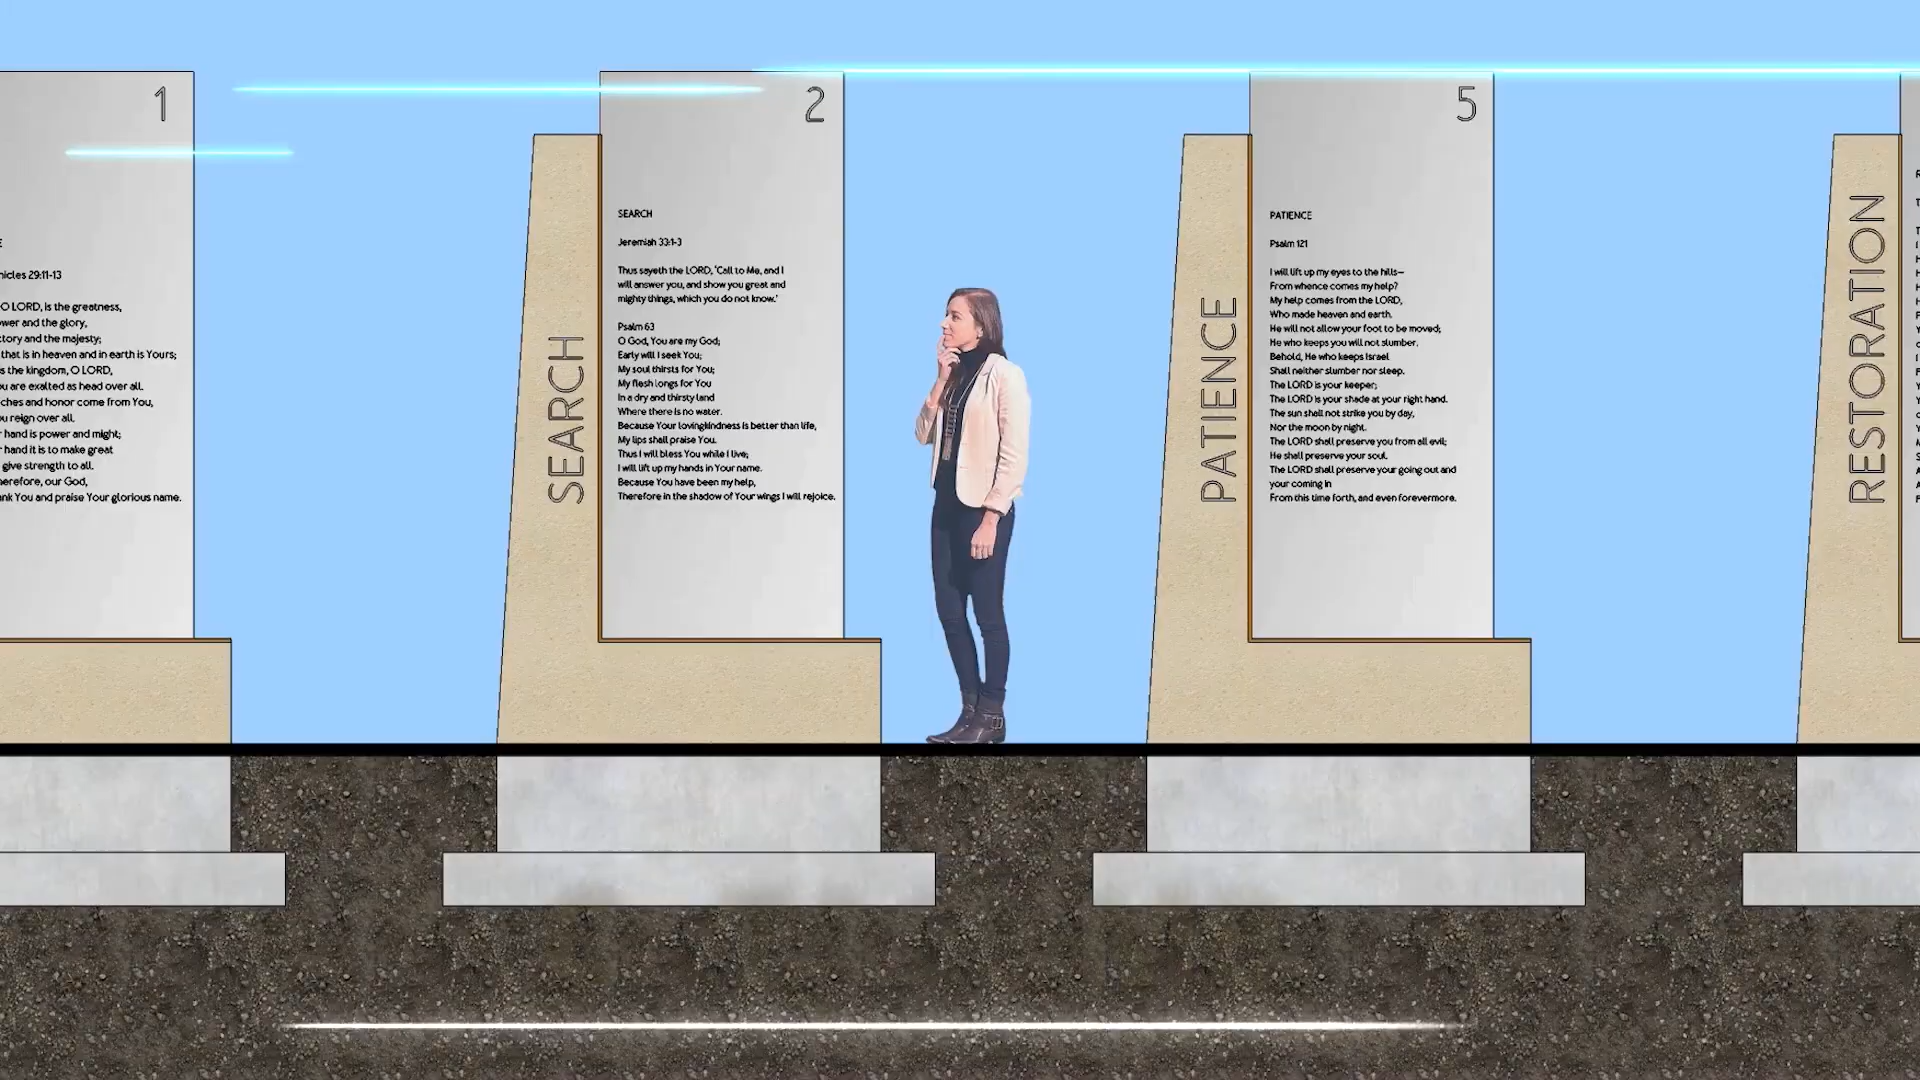 1
nicles 29:11-13
O LORD, is the greatness,
wer and the glory,
tory and the majesty;
that is in heaven and in earth is Yours;
s the kingdom, O LORD,
u are exalted as head over all.
ches and honor come from You,
u reign over all.
hand is power and might;
hand it is to make great
give strength to all.
herefore, our God,
ank You and praise Your glorious name.
SEARCH
2
SEARCH
Jeremiah 33:1-3
Thus sayeth the LORD, 'Call to Me, and I
will answer you, and show you great and
mighty things, which you do not know.'
Psalm 63
O God, You are my God;
Early will I seek You;
My soul thirsts for You;
My flesh longs for You
In a dry and thirsty land
Where there is no water.
Because Your lovingkindness is better than life,
My lips shall praise You.
Thus I will bless You while I live;
I will lift up my hands in Your name.
Because You have been my help,
Therefore in the shadow of Your wings I will rejoice.
PATIENCE
5
PATIENCE
Psalm 121
I will lift up my eyes to the hills—
From whence comes my help?
My help comes from the LORD,
Who made heaven and earth.
He will not allow your foot to be moved;
He who keeps you will not slumber.
Behold, He who keeps Israel
Shall neither slumber nor sleep.
The LORD is your keeper;
The LORD is your shade at your right hand.
The sun shall not strike you by day,
Nor the moon by night.
The LORD shall preserve you from all evil;
He shall preserve your soul.
The LORD shall preserve your going out and
your coming in
From this time forth, and even forevermore.
RESTORATION